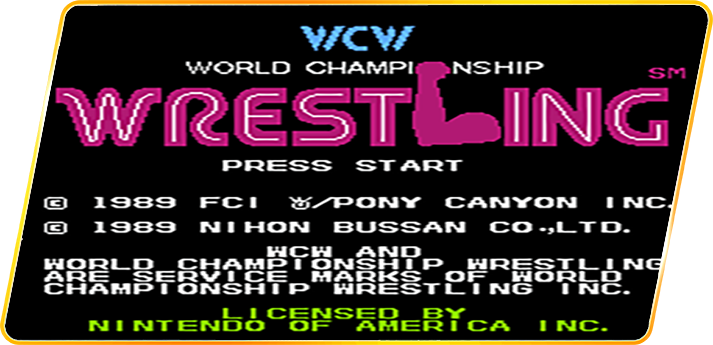 WCW
WORLD CHAMPIONSHIP
WRESTLING SM
PRESS START
© 1989 FCI /PONY CANYON INC.
© 1989 NIHON BUSSAN CO.,LTD.
WCW AND
WORLD CHAMPIONSHIP WRESTLING
ARE SERVICE MARKS OF WORLD
CHAMPIONSHIP WRESTLING INC.
LICENSED BY
NINTENDO OF AMERICA INC.